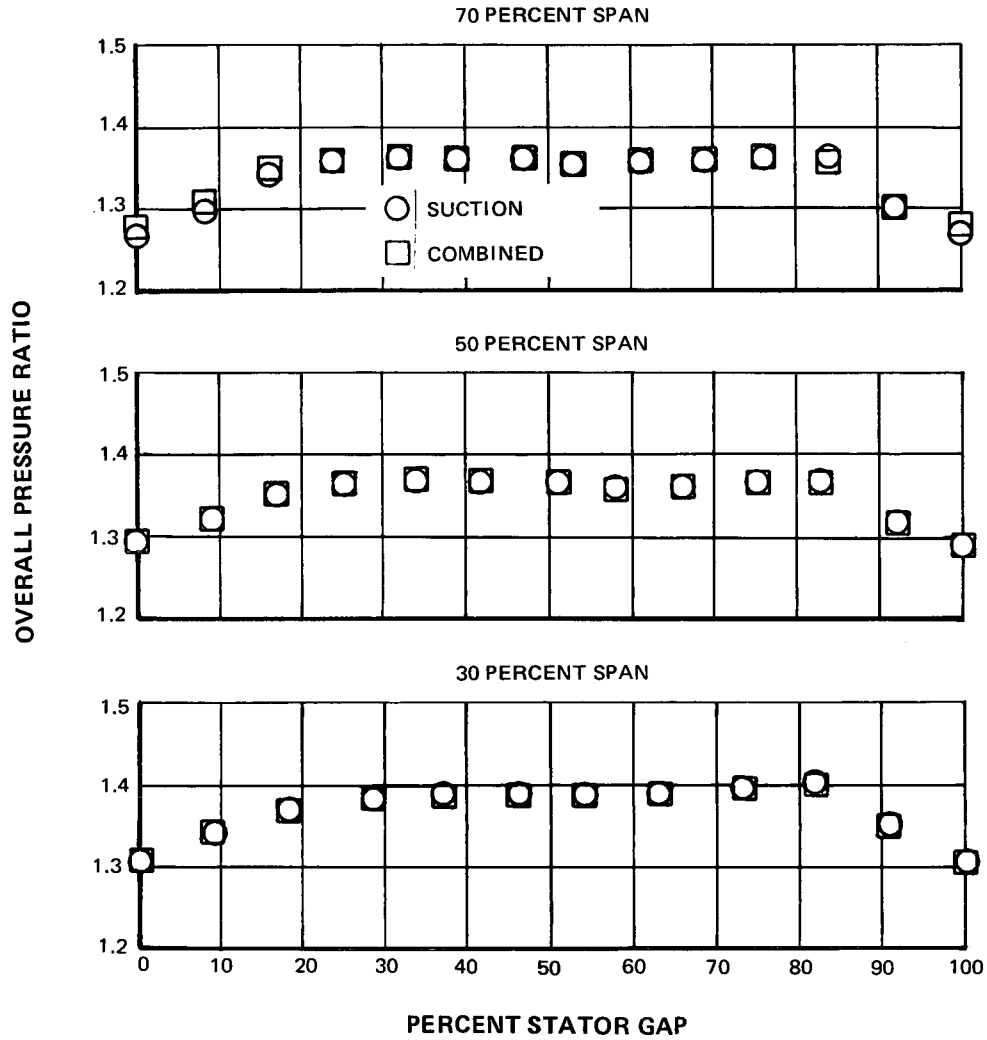 70 PERCENT SPAN
1.5
1.4
1.3
1.2
SUCTION
COMBINED
50 PERCENT SPAN
1.5
1.4
1.3
1.2
OVERALL PRESSURE RATIO
30 PERCENT SPAN
1.5
1.4
1.3
1.2
0 10 20 30 40 50 60 70 80 90 100
PERCENT STATOR GAP